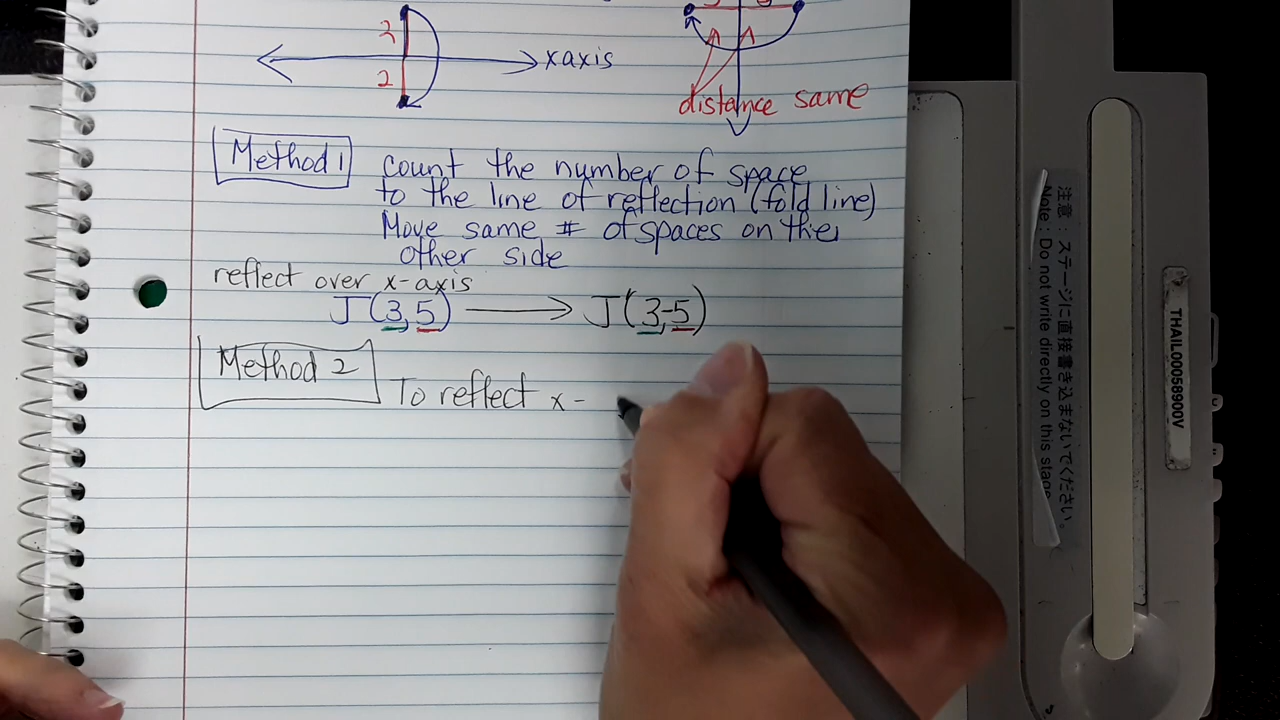 2
2
xaxis
distance same
Method 1
count the number of space
to the line of reflection (fold line)
Move same # of spaces on the
other side
reflect over x-axis
J(3,5) → J(3,-5)
Method 2
To reflect x-
注意：ステージに直接書き込まないでください。
Note : Do not write directly on this stage
THAIL00058900V